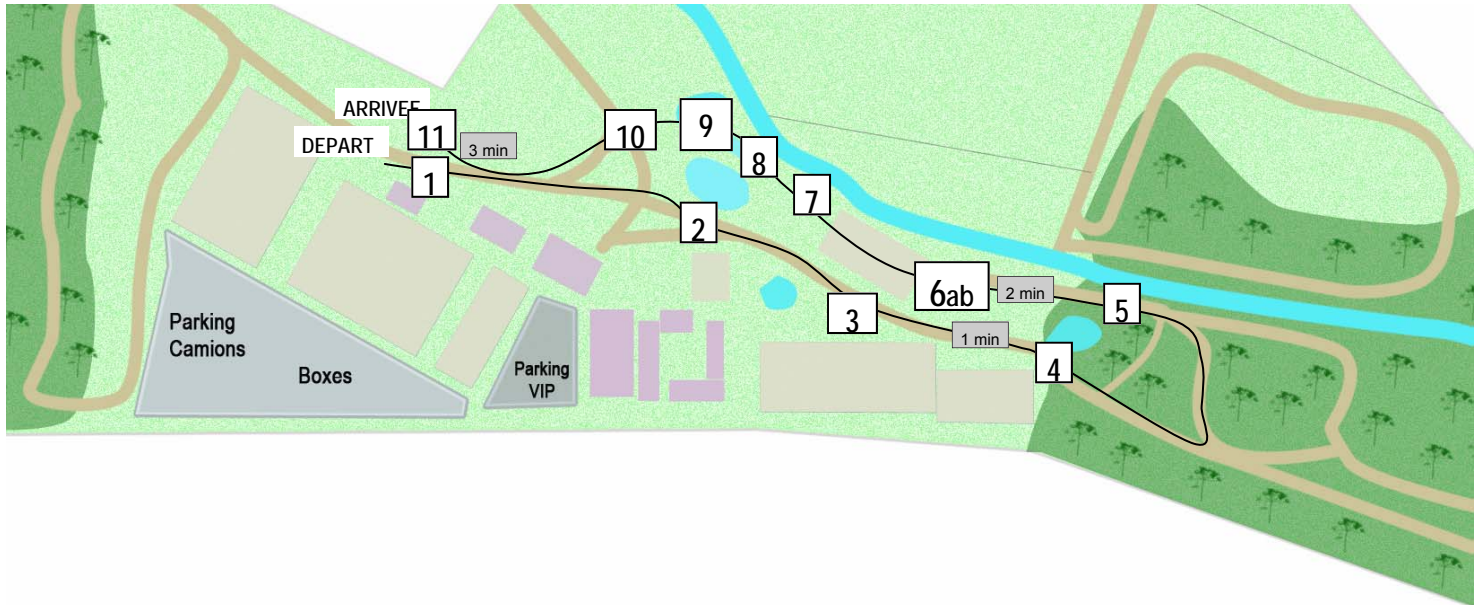 ARRIVEE
DEPART
11
3 min
10
9
8
1
7
2
6ab
2 min
5
3
1 min
4
Parking
Camions
Boxes
Parking
VIP